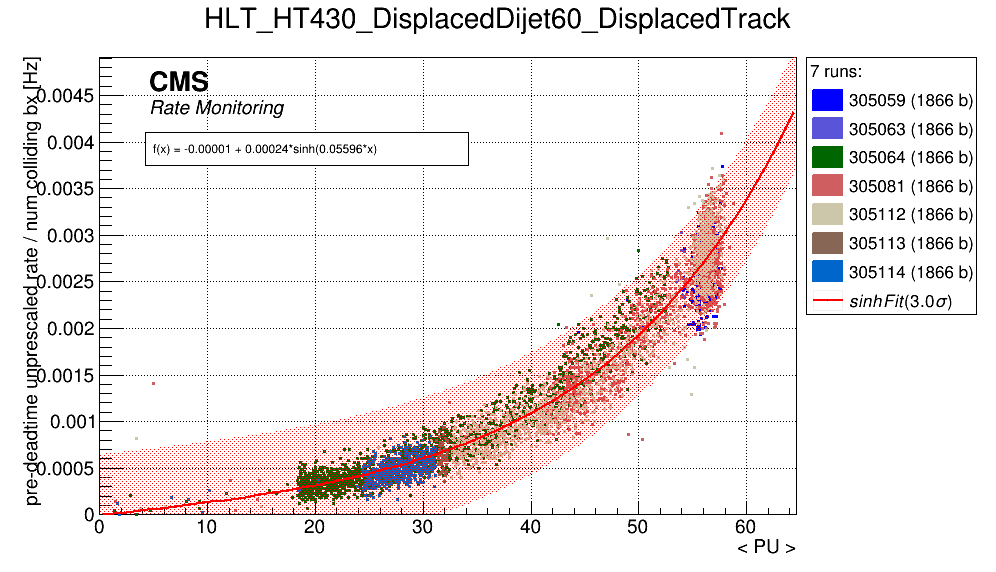 HLT_HT430_DisplacedDijet60_DisplacedTrack
CMS
Rate Monitoring
f(x) = -0.00001 + 0.00024*sinh(0.05596*x)
pre-deadtime unprescaled rate / num colliding bx [Hz]
0.0045
0.004
0.0035
0.003
0.0025
0.002
0.0015
0.001
0.0005
0
0 10 20 30 40 50 60
< PU >
7 runs:
305059 (1866 b)
305063 (1866 b)
305064 (1866 b)
305081 (1866 b)
305112 (1866 b)
305113 (1866 b)
305114 (1866 b)
sinhFit(3.0σ)